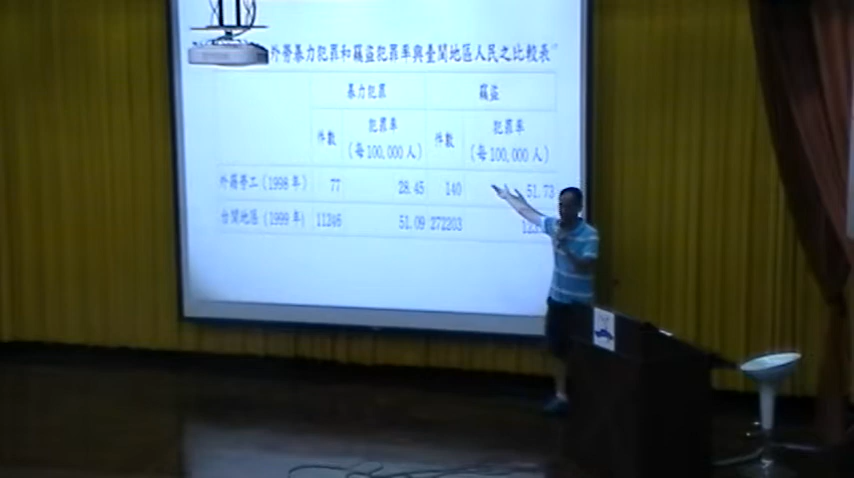 外勞暴力犯罪和竊盜犯罪率與臺閩地區人民之比較表
暴力犯罪 竊盜
件數 犯罪率 件數 犯罪率
(每100,000人) (每100,000人)
外籍勞工(1998年) 77 28.45 140 51.73
台閩地區(1999年) 11246 51.09 272203